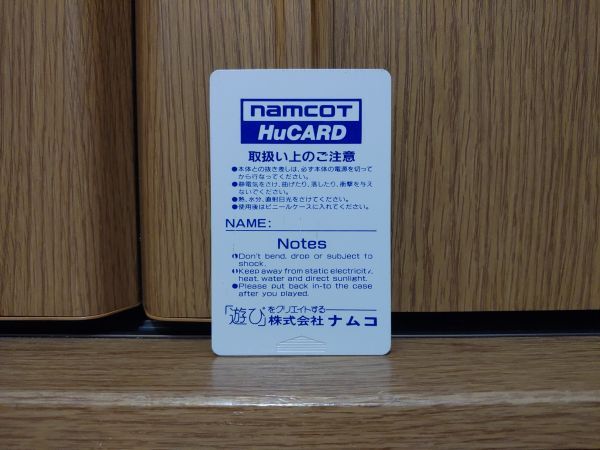 namcoT
HuCARD
取扱い上のご注意
●本体との抜き差しは、必ず本体の電源を切って
から行なってください。
●静電気をさけ、曲げたり、落したり、衝撃を与え
ないでください。
●熱、水分、直射日光をさけてください。
●使用後はビニールケースに入れてください。
NAME:
Notes
●Don't bend, drop or subject to
shock.
●Keep away from static electricity,
heat, water and direct sunlight.
●Please put back in-to the case
after you played.
「遊び」をクリエイトする
株式会社 ナムコ